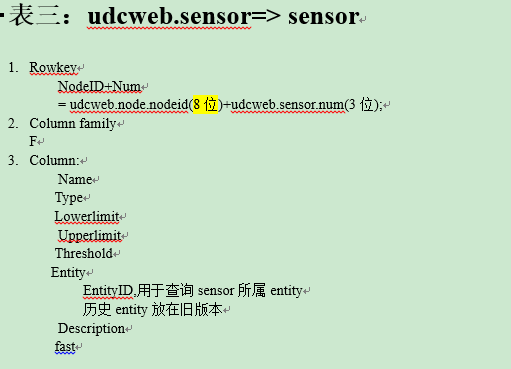 表三：udcweb.sensor=> sensor
1. Rowkey
NodeID+Num
= udcweb.node.nodeid(8 位)+udcweb.sensor.num(3 位);
2. Column family
F
3. Column:
Name
Type
Lowerlimit
Upperlimit
Threshold
Entity
EntityID,用于查询 sensor 所属 entity
历史 entity 放在旧版本
Description
fast